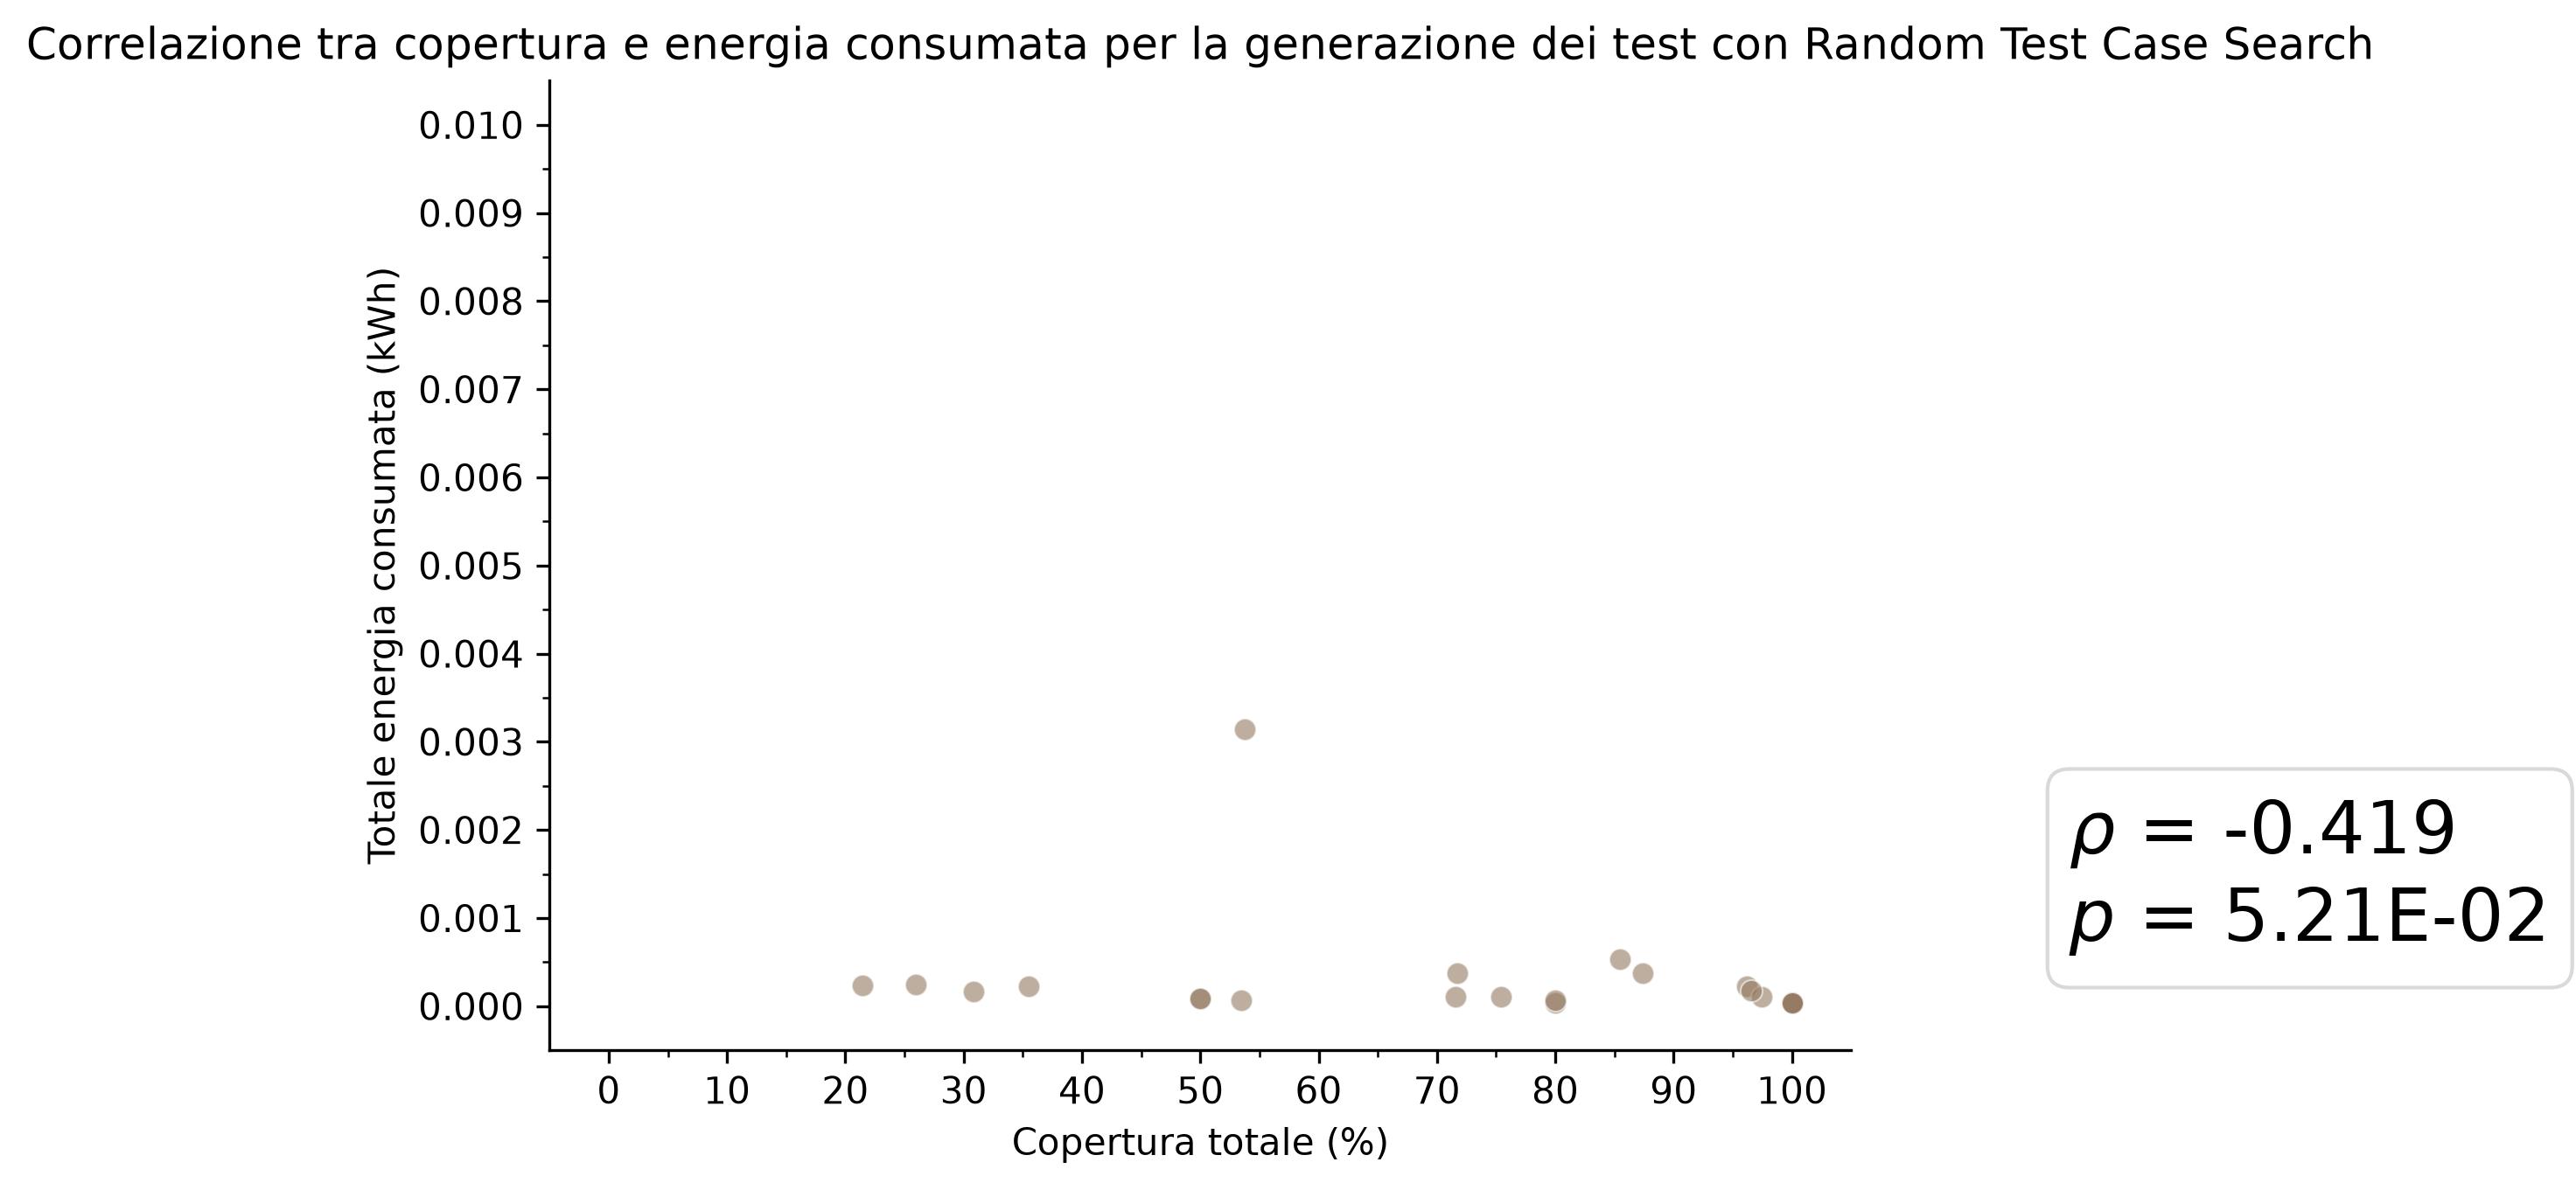 Correlazione tra copertura e energia consumata per la generazione dei test con Random Test Case Search
Totale energia consumata (kWh)
0.010
0.009
0.008
0.007
0.006
0.005
0.004
0.003
0.002
0.001
0.000
0 10 20 30 40 50 60 70 80 90 100
Copertura totale (%)
ρ = -0.419
p = 5.21E-02